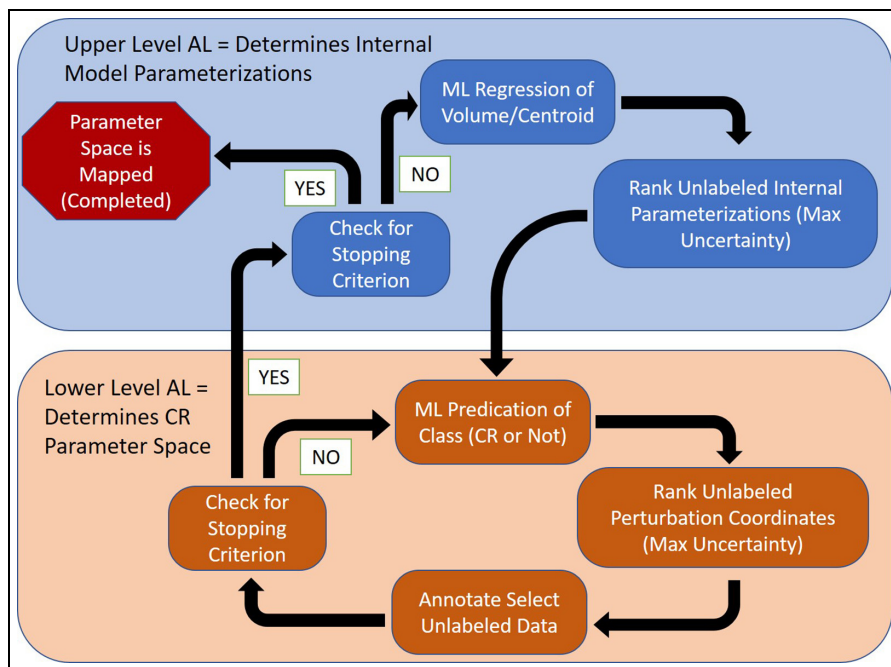 Upper Level AL = Determines Internal
Model Parameterizations
ML Regression of
Volume/Centroid
Parameter
Space is
Mapped
(Completed)
YES
NO
Rank Unlabeled Internal
Parameterizations (Max
Uncertainty)
Check for
Stopping
Criterion
YES
Lower Level AL =
Determines CR
Parameter Space
ML Predication of
Class (CR or Not)
NO
Check for
Stopping
Criterion
Rank Unlabeled
Perturbation Coordinates
(Max Uncertainty)
Annotate Select
Unlabeled Data